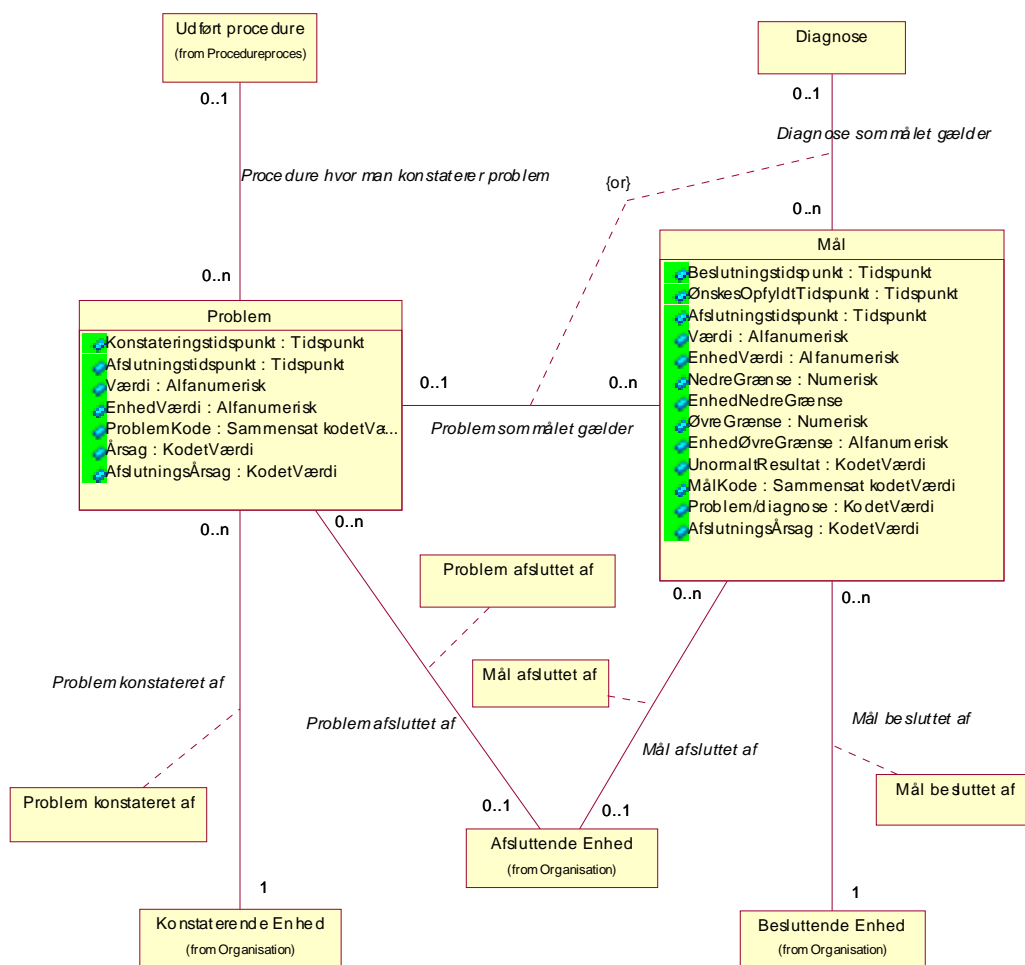 Udført procedure
(from Procedureproces)
Diagnose
0..1
0..1
Diagnose som målet gælder
Procedure hvor man konstaterer problem
{or}
0..n
0..n
Mål
Beslutningstidspunkt : Tidspunkt
ØnskesOpfyldtTidspunkt : Tidspunkt
Afslutningstidspunkt : Tidspunkt
Værdi : Alfanumerisk
EnhedVærdi : Alfanumerisk
NedreGrænse : Numerisk
EnhedNedreGrænse
ØvreGrænse : Numerisk
EnhedØvreGrænse : Alfanumerisk
UnormaltResultat : KodetVærdi
MålKode : Sammensat kodetVærdi
Problem/diagnose : KodetVærdi
AfslutningsÅrsag : KodetVærdi
Problem
Konstateringstidspunkt : Tidspunkt
Afslutningstidspunkt : Tidspunkt
Værdi : Alfanumerisk
EnhedVærdi : Alfanumerisk
ProblemKode : Sammensat kodetVa...
Årsag : KodetVærdi
AfslutningsÅrsag : KodetVærdi
0..1
0..n
Problem som målet gælder
0..n
0..n
0..n
0..n
Problem afsluttet af
Mål afsluttet af
Problem konstateret af
Problem afsluttet af
Mål afsluttet af
Mål besluttet af
Problem konstateret af
Mål besluttet af
0..1
0..1
Afsluttende Enhed
(from Organisation)
1
1
Konstaterende Enhed
(from Organisation)
Besluttende Enhed
(from Organisation)